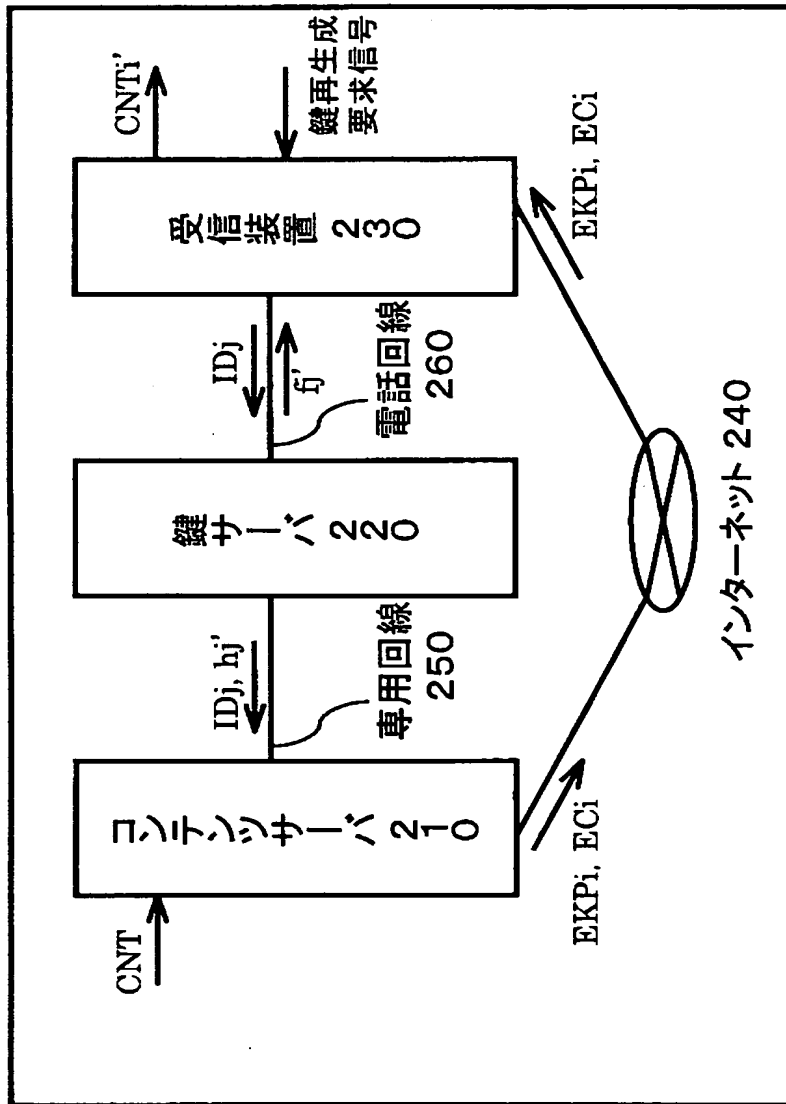 CNT
コンテンツサーバ
210
IDj, hj'
専用回線
250
鍵サーバ
220
IDj
fj'
電話回線
260
受信装置
230
CNTi'
鍵再生成
要求信号
EKPi, ECi
EKPi, ECi
インターネット 240